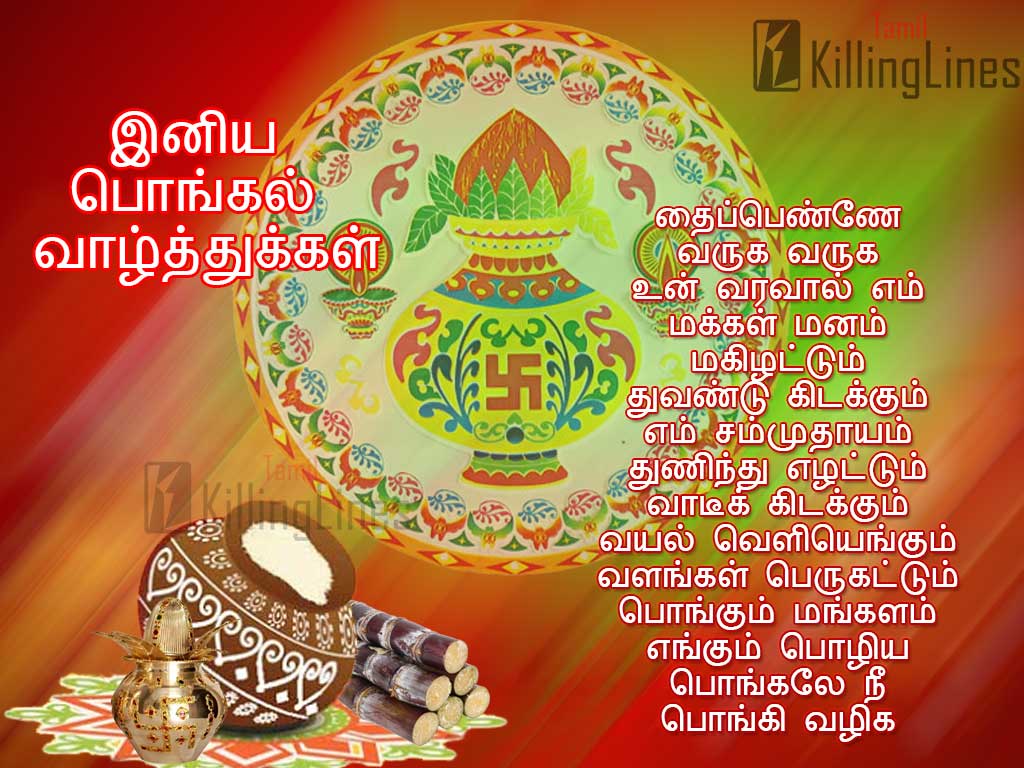 Tamil
KillingLines
இனிய
பொங்கல்
வாழ்த்துக்கள்
தைப்பெண்ணே
வருக வருக
உன் வரவால் எம்
மக்கள் மனம்
மகிழட்டும்
துவண்டு கிடக்கும்
எம் சம்முதாயம்
துணிந்து எழட்டும்
வாடீக் கிடக்கும்
வயல் வெளியெங்கும்
வளங்கள் பெருகட்டும்
பொங்கும் மங்களம்
எங்கும் பொழிய
பொங்கலே நீ
பொங்கி வழிக
Tamil
KillingLines